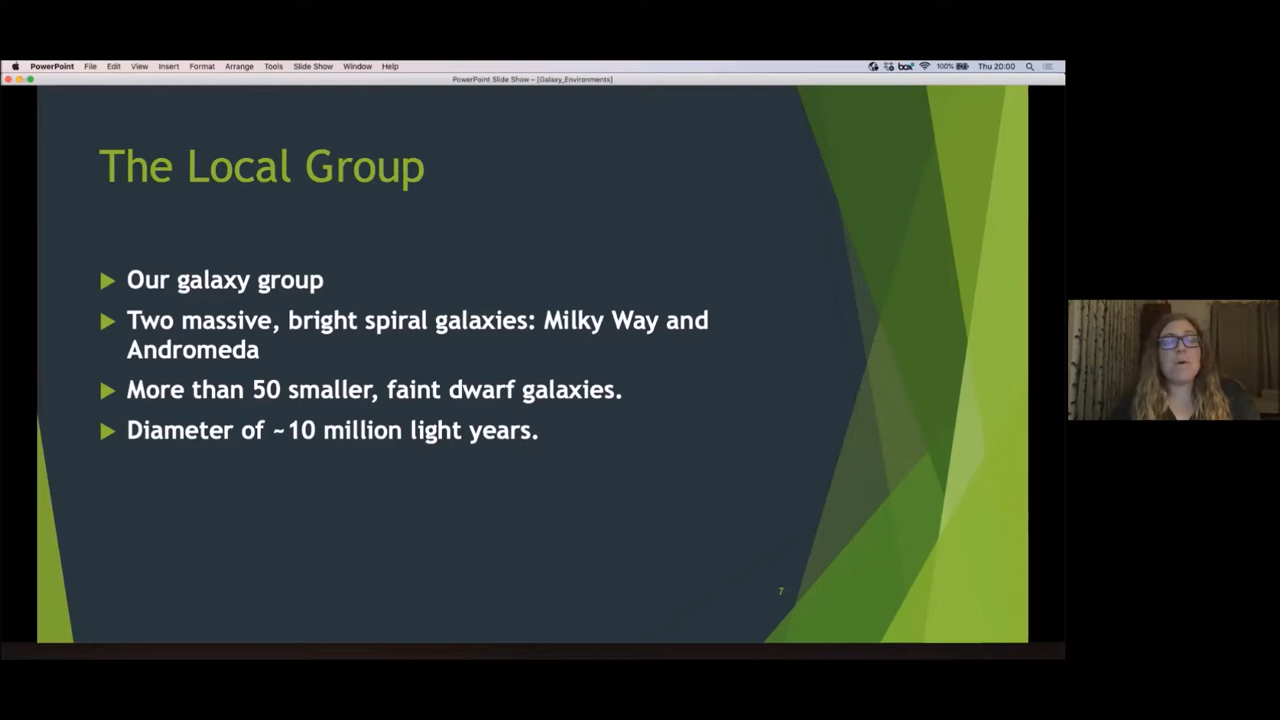 PowerPoint File Edit View Insert Format Arrange Tools Slide Show Window Help box 100% Thu 20:00
PowerPoint Slide Show – [Galaxy_Environments]
The Local Group
Our galaxy group
Two massive, bright spiral galaxies: Milky Way and
Andromeda
More than 50 smaller, faint dwarf galaxies.
Diameter of ~10 million light years.
7